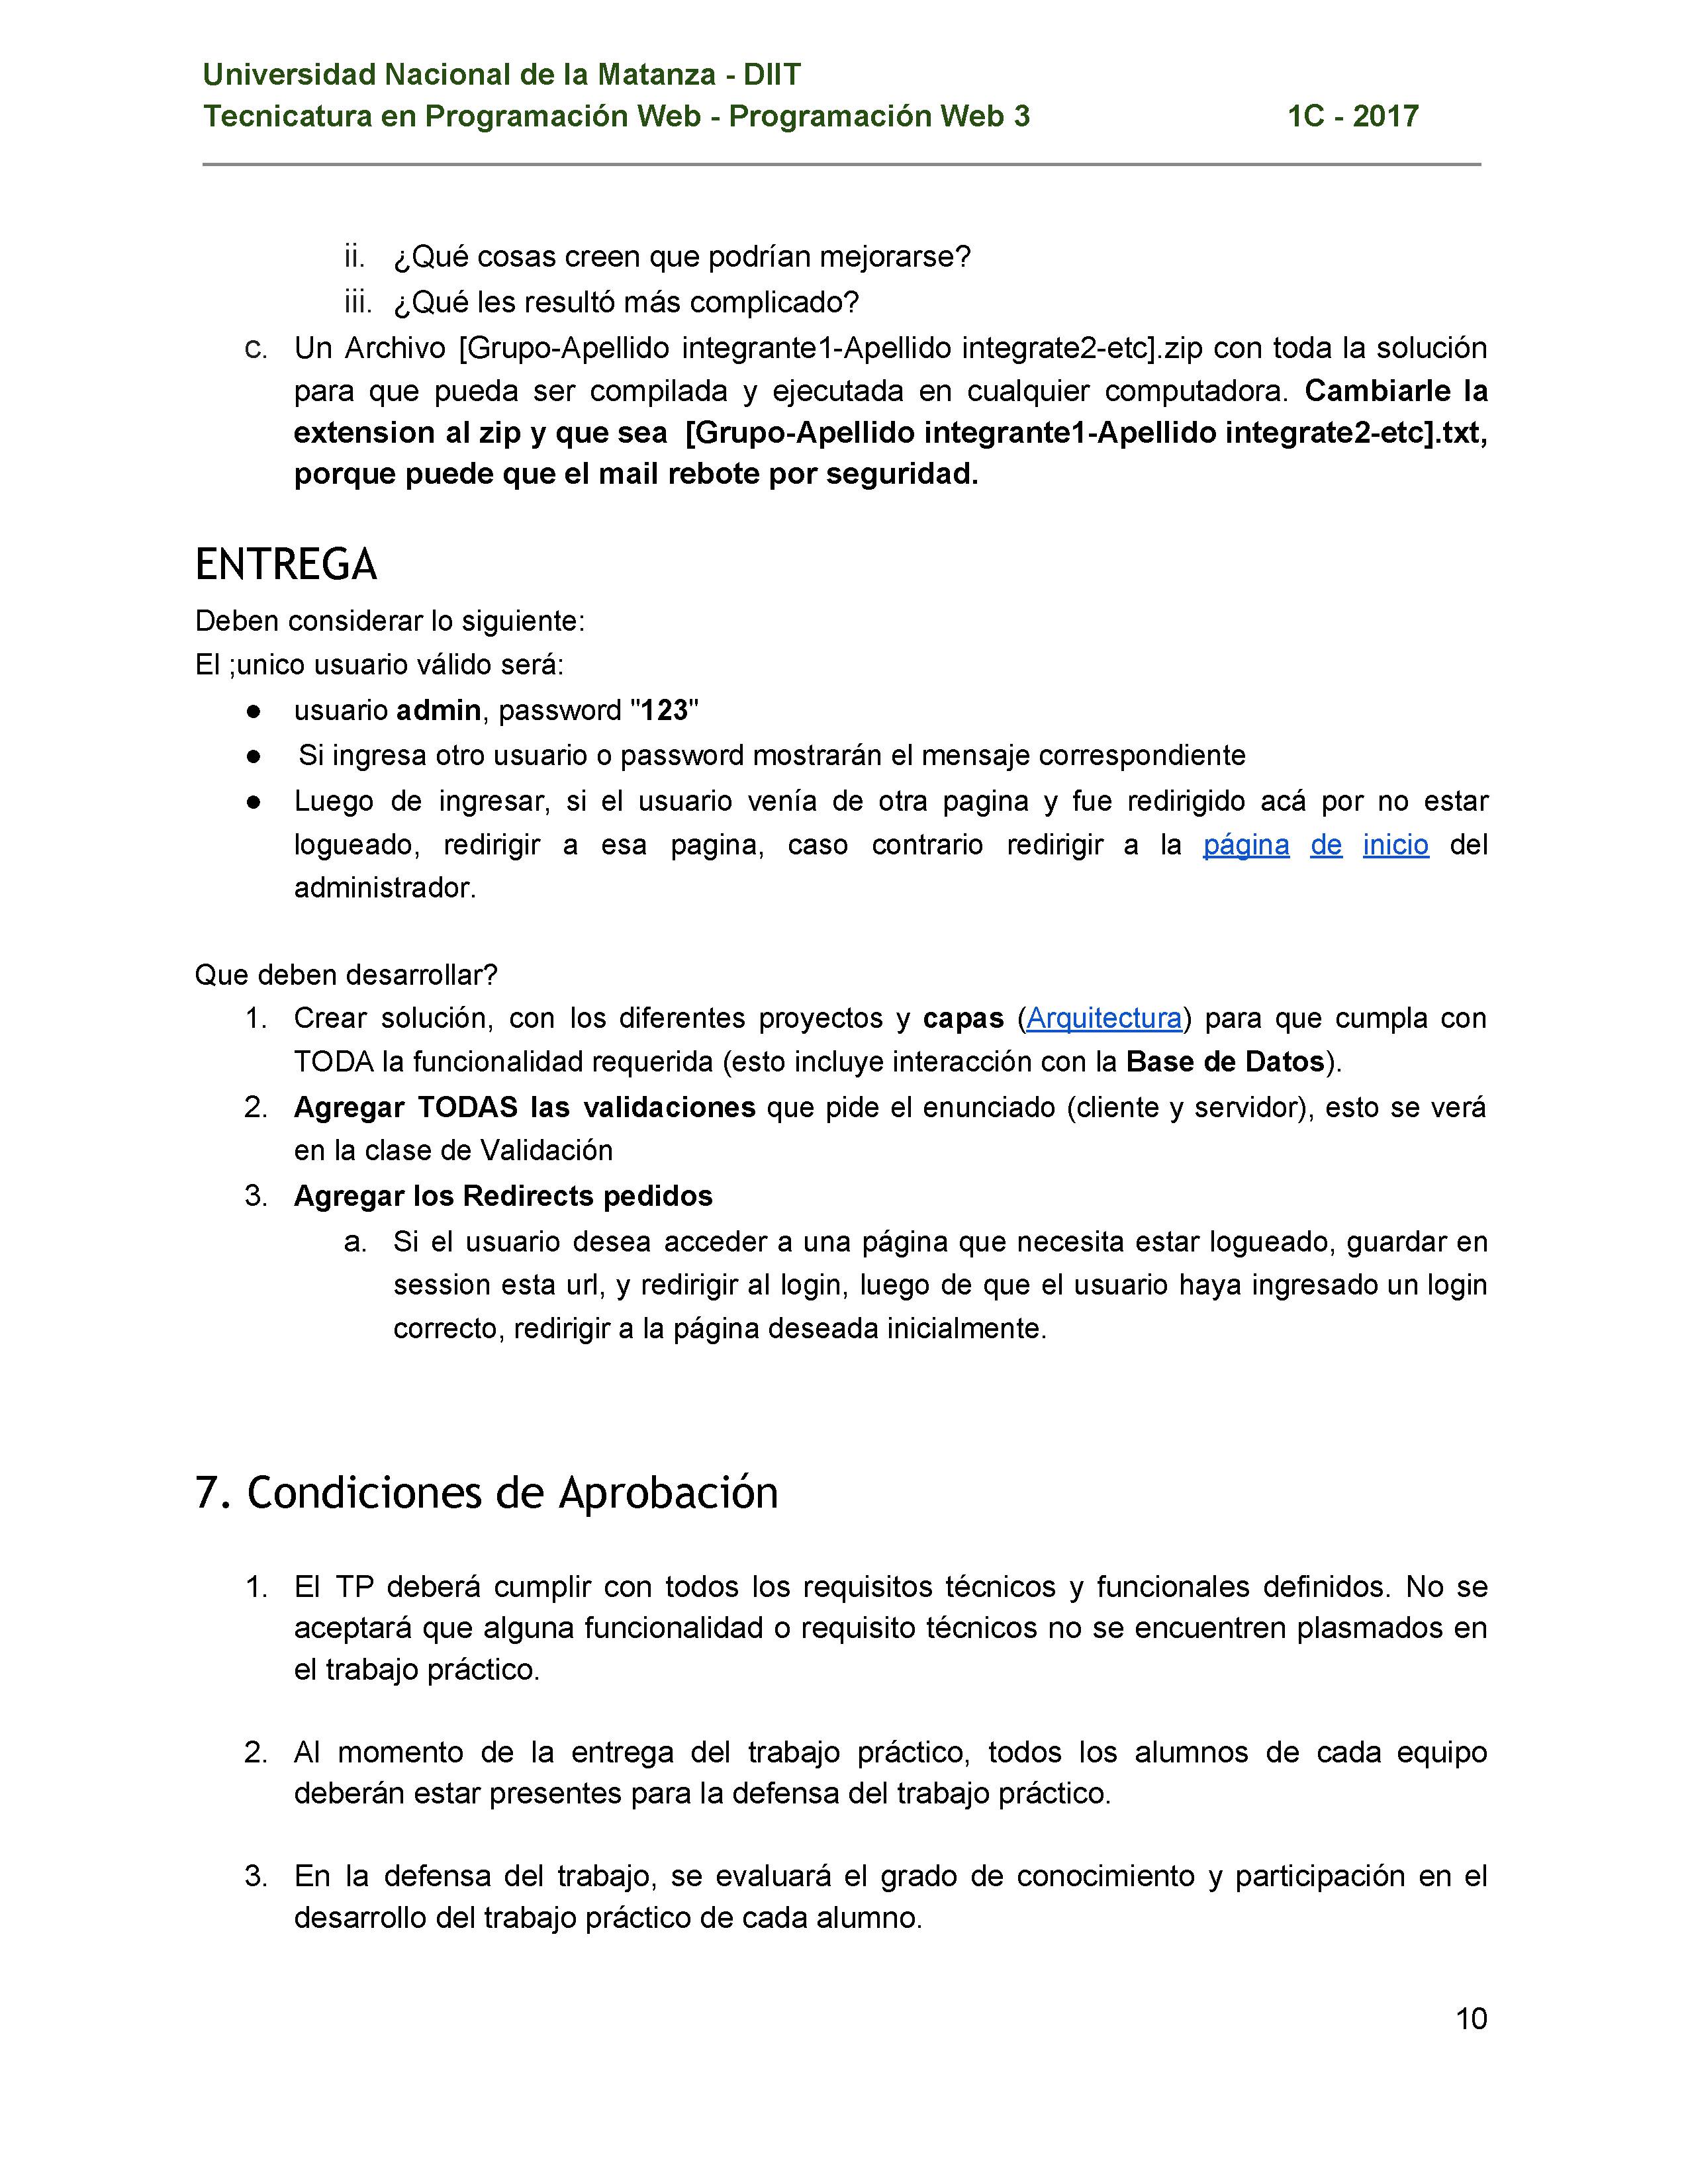 Universidad Nacional de la Matanza - DIIT
Tecnicatura en Programación Web - Programación Web 3 1C - 2017
ii. ¿Qué cosas creen que podrían mejorarse?
iii. ¿Qué les resultó más complicado?
c. Un Archivo [Grupo-Apellido integrante1-Apellido integrate2-etc].zip con toda la solución
para que pueda ser compilada y ejecutada en cualquier computadora. Cambiarle la
extension al zip y que sea [Grupo-Apellido integrante1-Apellido integrate2-etc].txt,
porque puede que el mail rebote por seguridad.
ENTREGA
Deben considerar lo siguiente:
El ;unico usuario válido será:
● usuario admin, password "123"
● Si ingresa otro usuario o password mostrarán el mensaje correspondiente
● Luego de ingresar, si el usuario venía de otra pagina y fue redirigido acá por no estar
logueado, redirigir a esa pagina, caso contrario redirigir a la página de inicio del
administrador.
Que deben desarrollar?
1. Crear solución, con los diferentes proyectos y capas (Arquitectura) para que cumpla con
TODA la funcionalidad requerida (esto incluye interacción con la Base de Datos).
2. Agregar TODAS las validaciones que pide el enunciado (cliente y servidor), esto se verá
en la clase de Validación
3. Agregar los Redirects pedidos
a. Si el usuario desea acceder a una página que necesita estar logueado, guardar en
session esta url, y redirigir al login, luego de que el usuario haya ingresado un login
correcto, redirigir a la página deseada inicialmente.
7. Condiciones de Aprobación
1. El TP deberá cumplir con todos los requisitos técnicos y funcionales definidos. No se
aceptará que alguna funcionalidad o requisito técnicos no se encuentren plasmados en
el trabajo práctico.
2. Al momento de la entrega del trabajo práctico, todos los alumnos de cada equipo
deberán estar presentes para la defensa del trabajo práctico.
3. En la defensa del trabajo, se evaluará el grado de conocimiento y participación en el
desarrollo del trabajo práctico de cada alumno.
10